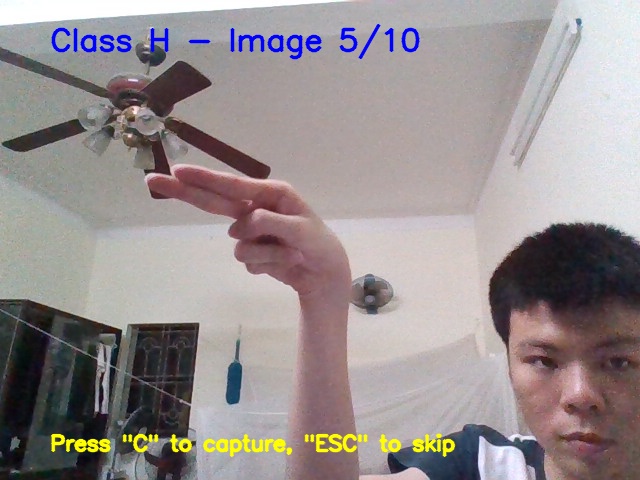 Class H - Image 5/10
Press "C" to capture, "ESC" to skip